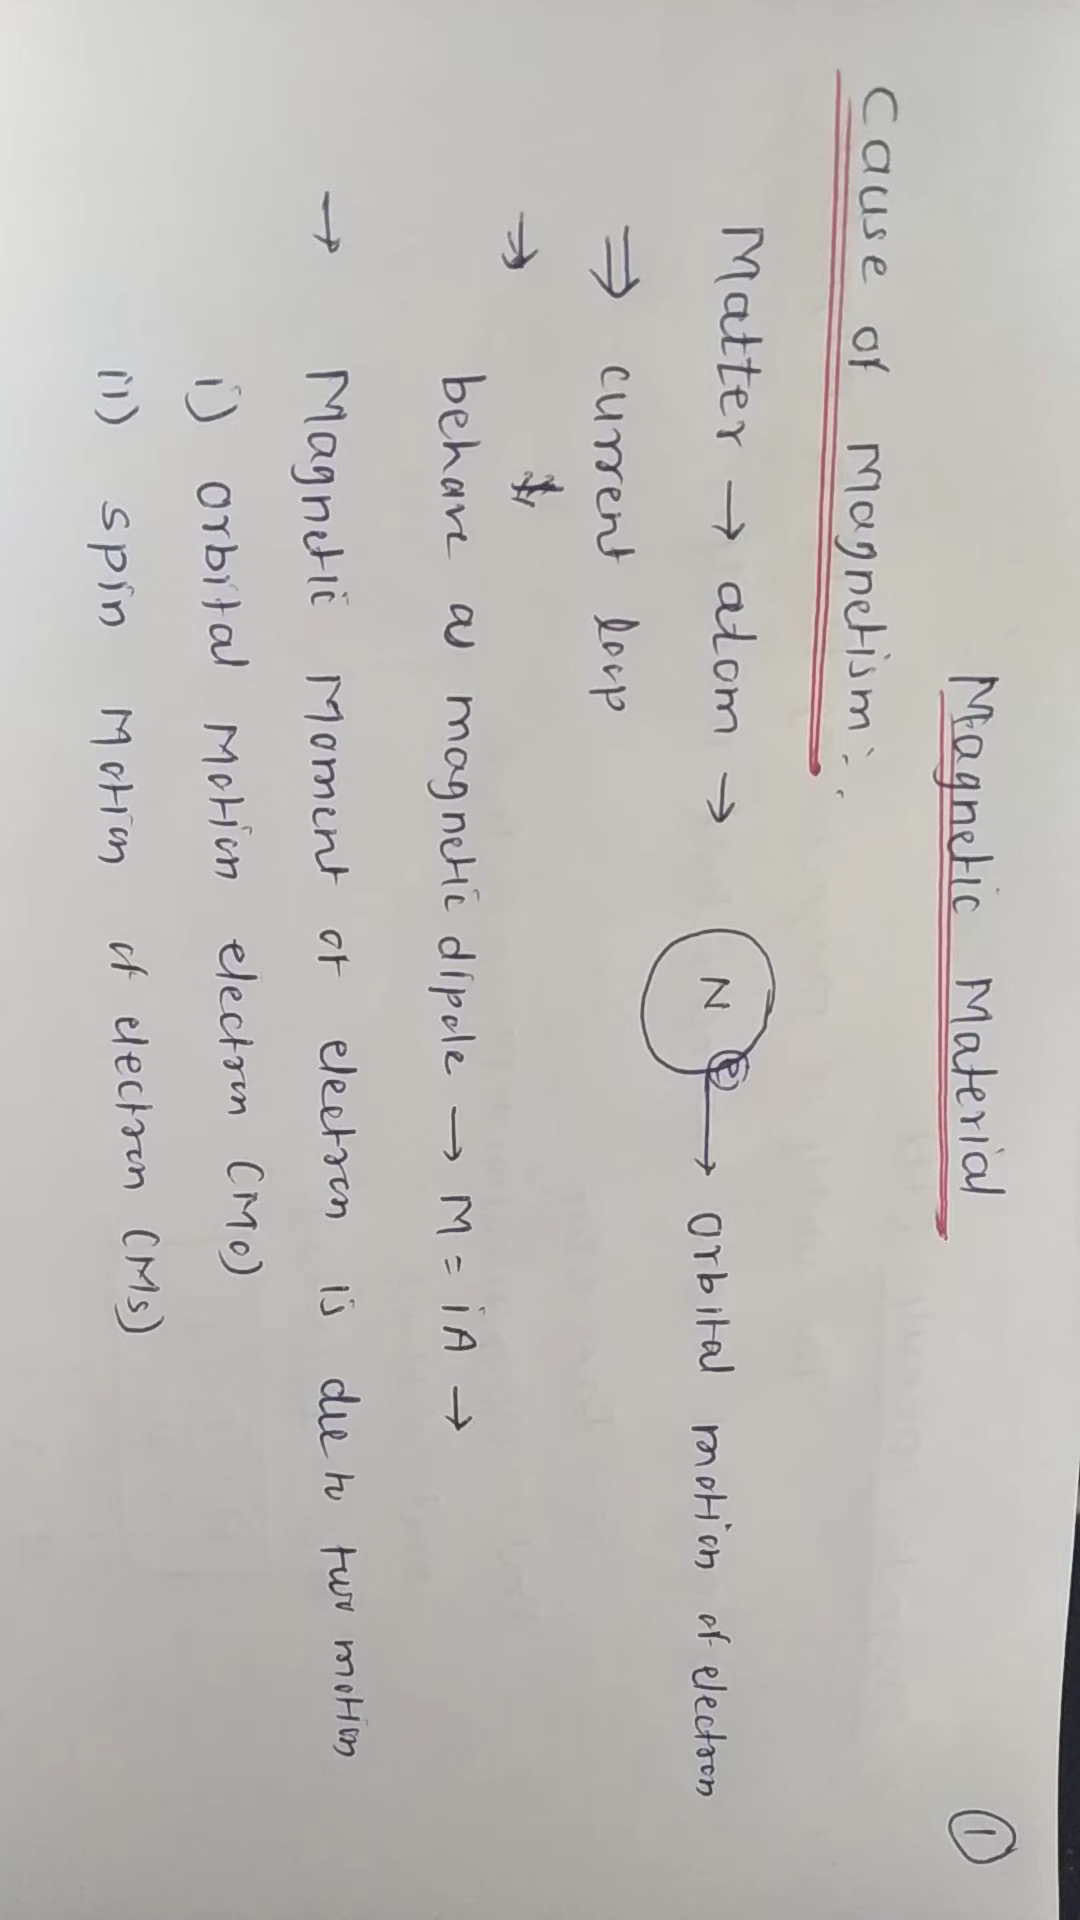 Magnetic Material
①
Cause of Magnetism:
Matter → atom → N e → orbital motion of electron
⇒ current loop
→
behave as magnetic dipole → M = iA →
→ Magnetic Moment of electron is due to two motion
i) orbital Motion electron (Mo)
ii) spin Motion of electron (Ms)